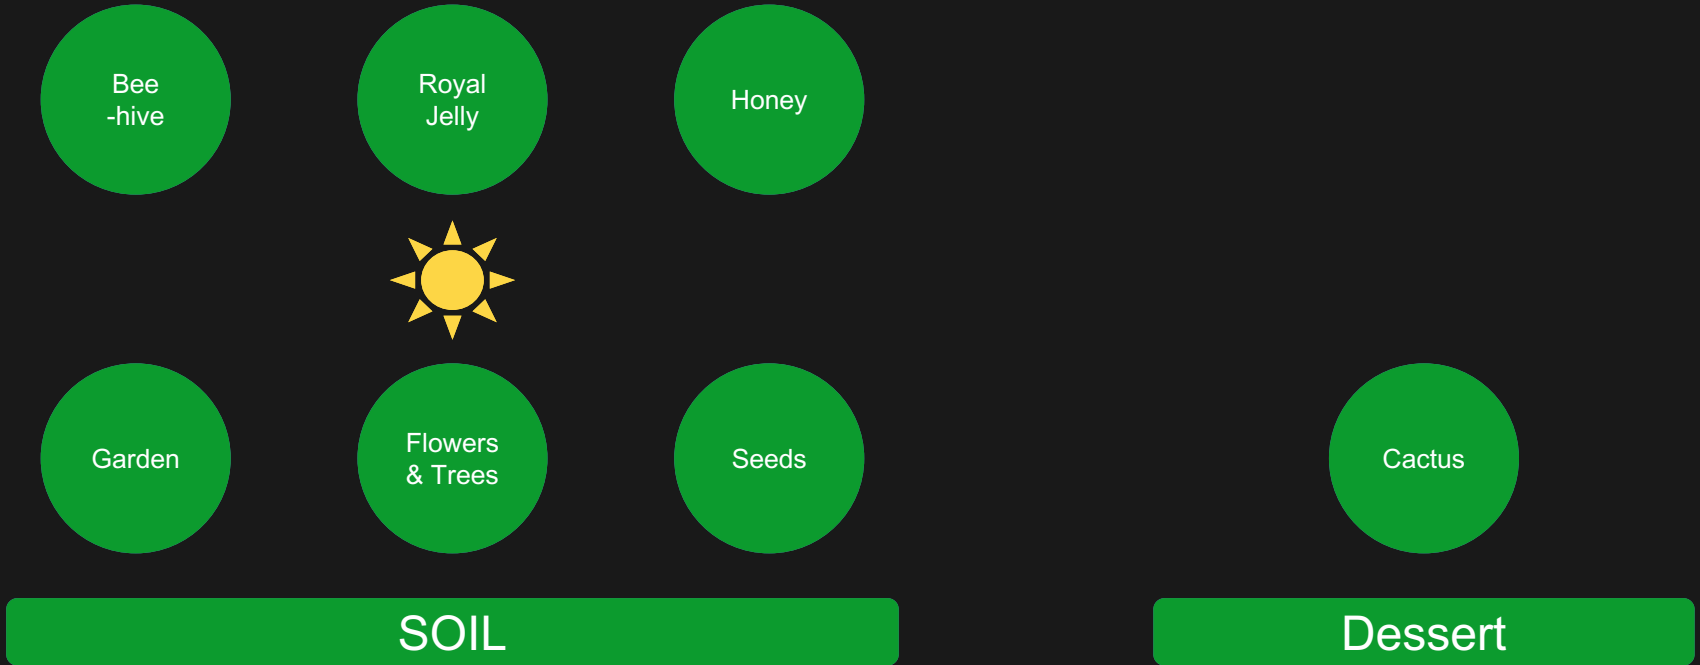 Bee
-hive
Royal
Jelly
Honey
Garden
Flowers
& Trees
Seeds
Cactus
SOIL
Dessert